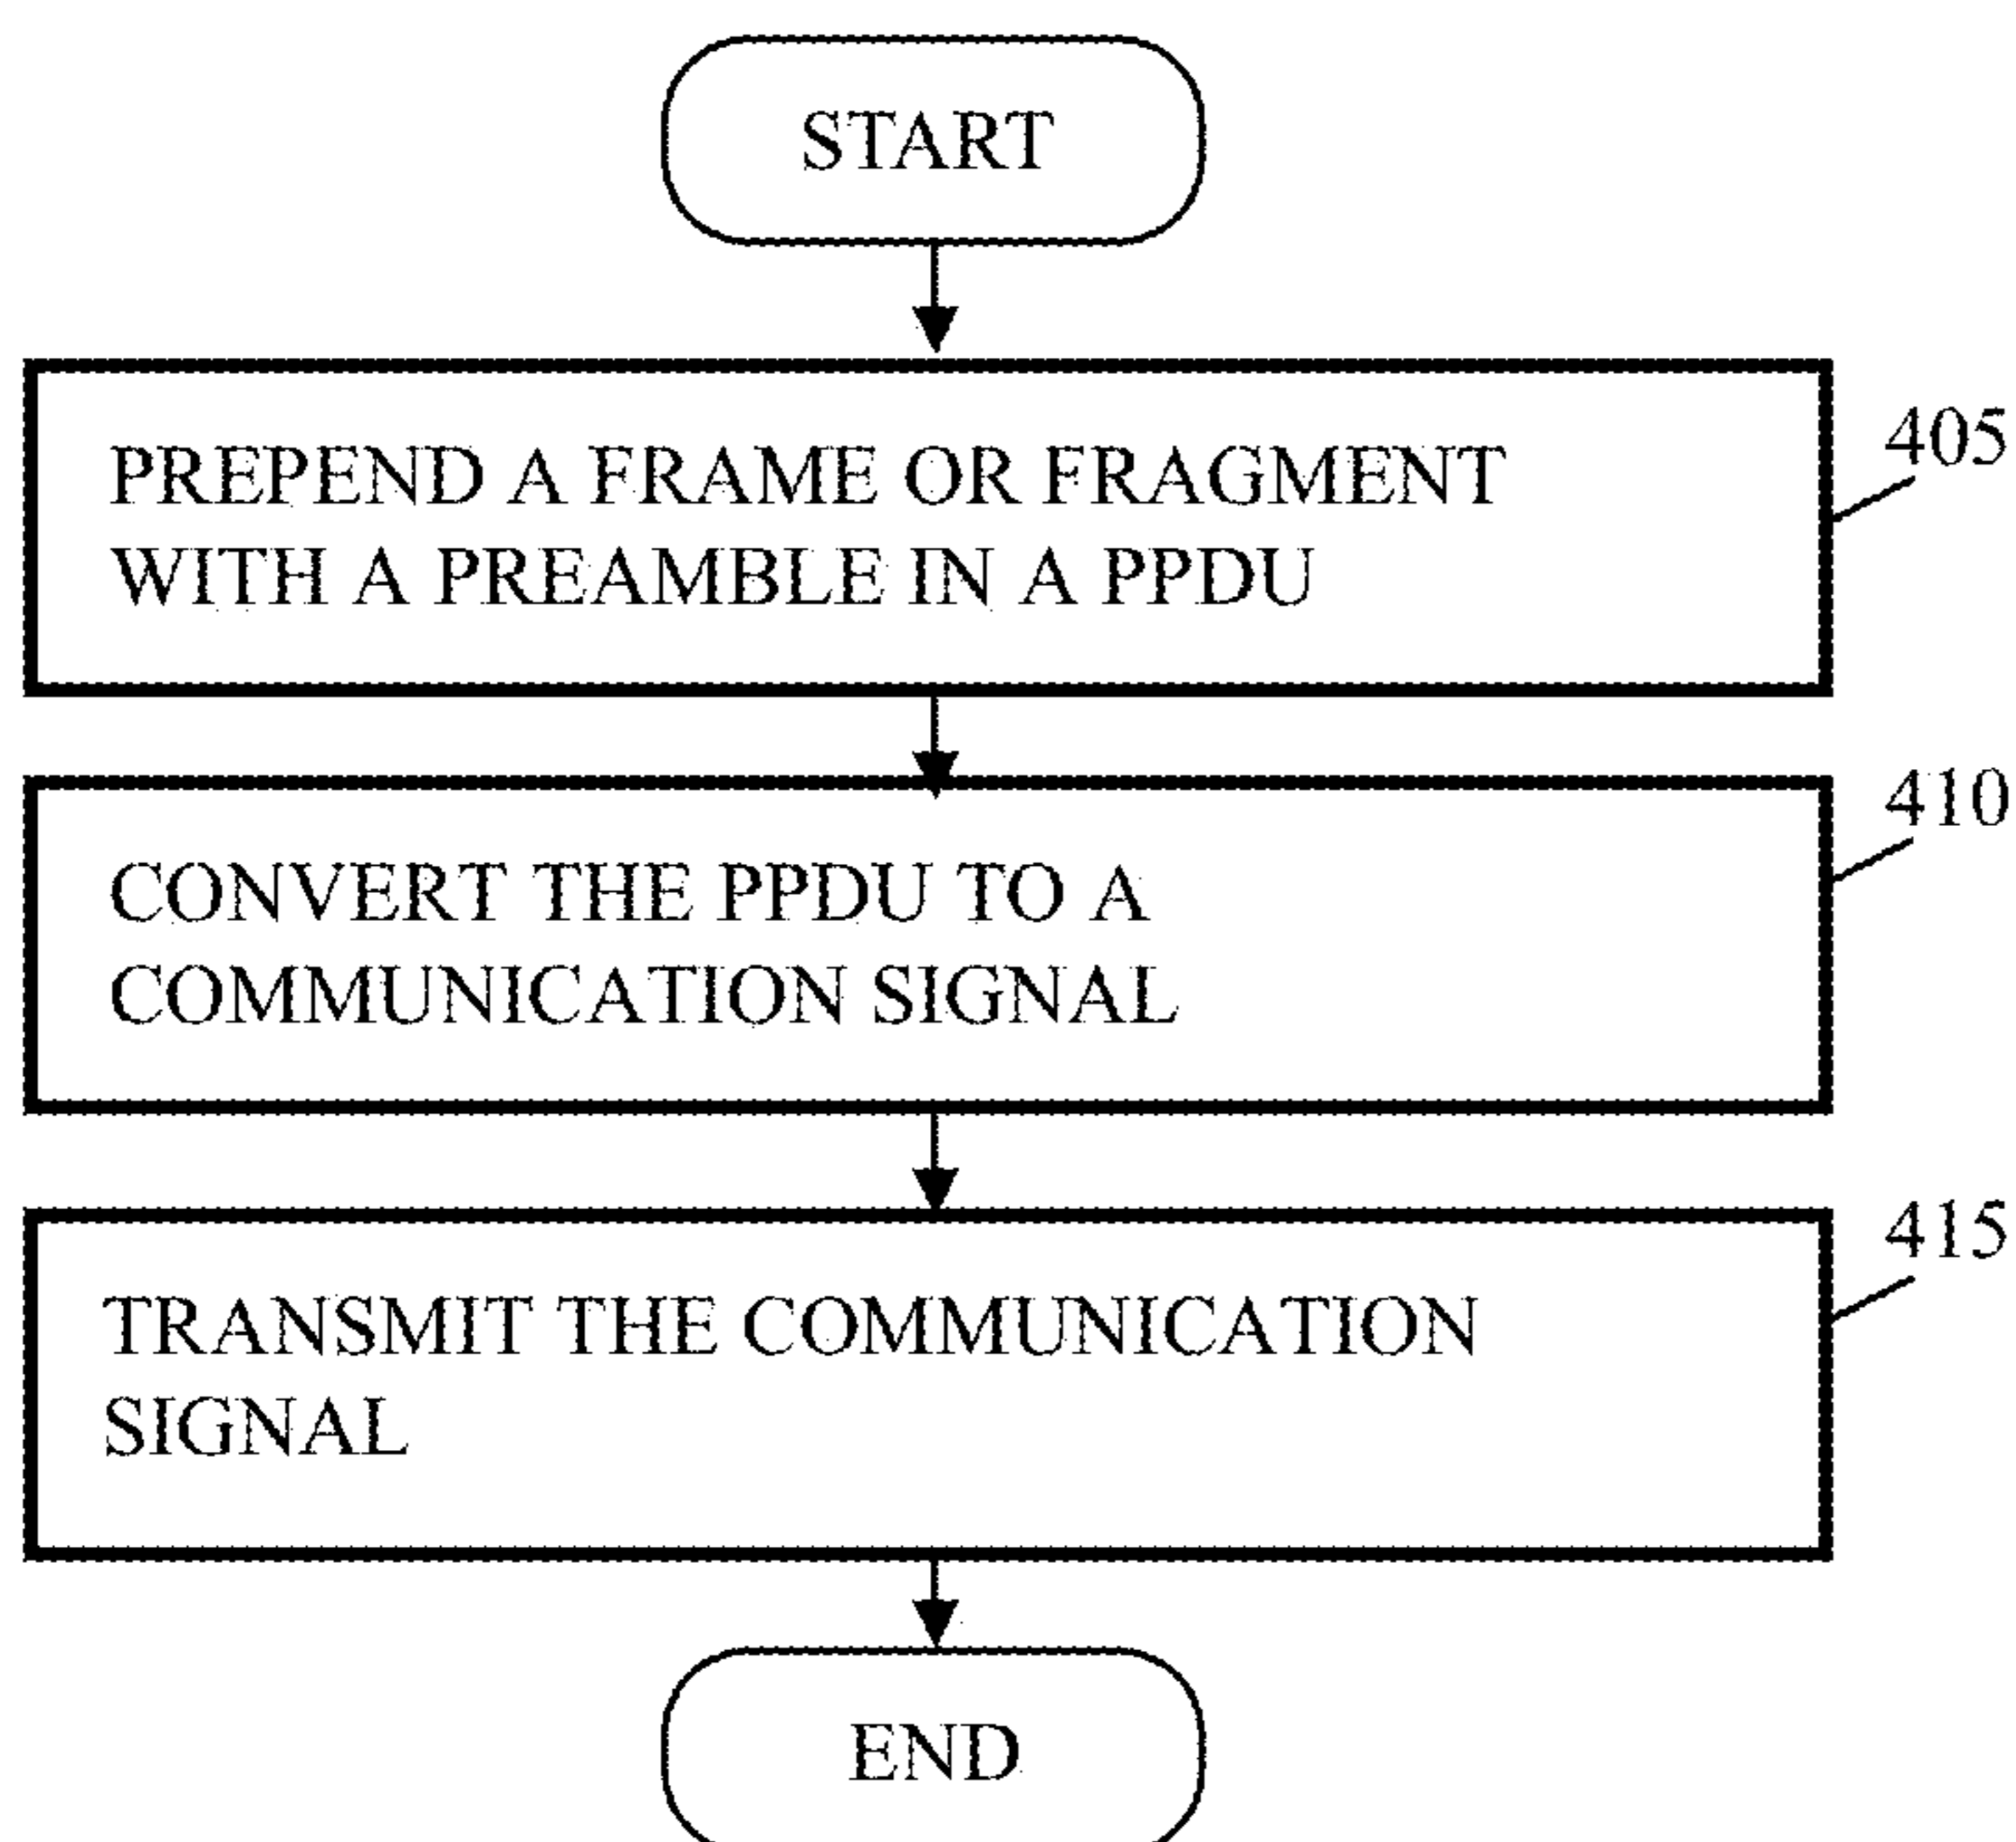 START
405
PREPEND A FRAME OR FRAGMENT
WITH A PREAMBLE IN A PPDU
410
CONVERT THE PPDU TO A
COMMUNICATION SIGNAL
415
TRANSMIT THE COMMUNICATION
SIGNAL
END